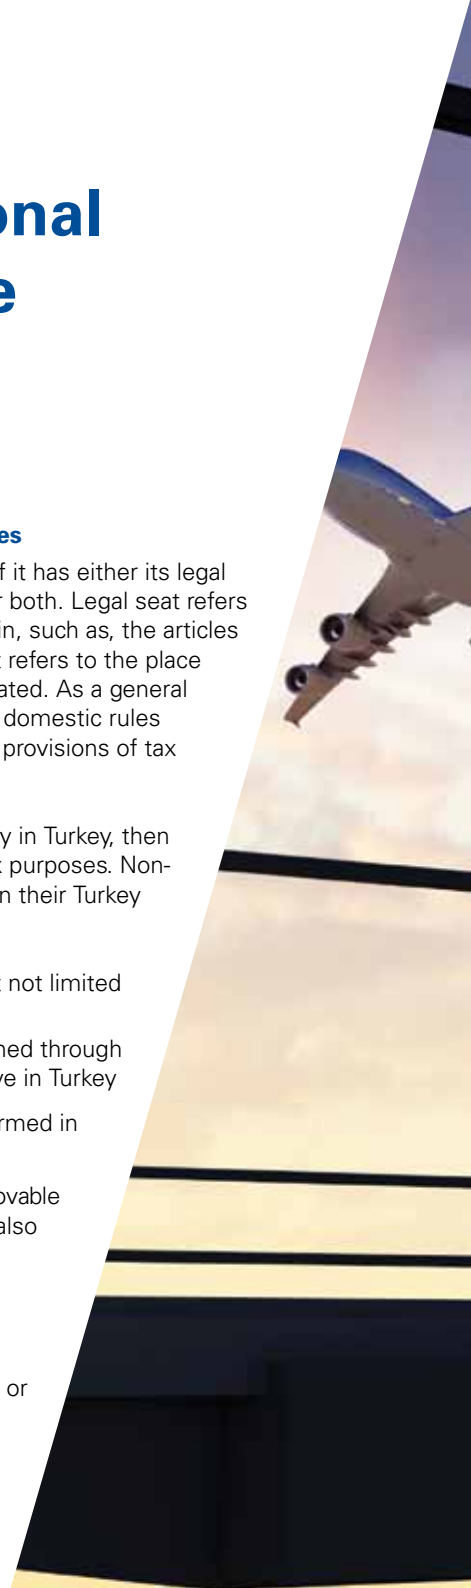 onal
e
es
f it has either its legal
r both. Legal seat refers
in, such as, the articles
t refers to the place
ated. As a general
domestic rules
provisions of tax
y in Turkey, then
x purposes. Non-
n their Turkey
t not limited
ned through
ve in Turkey
rmed in
ovable
also
or